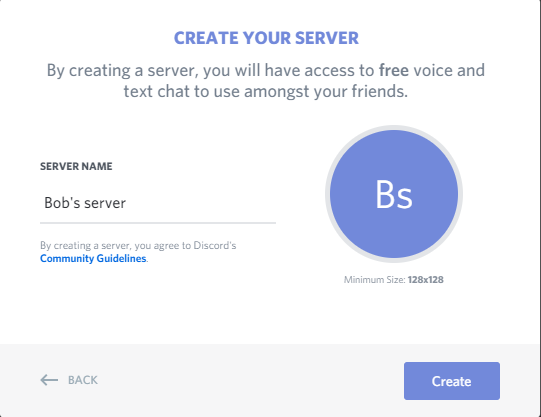 CREATE YOUR SERVER
By creating a server, you will have access to free voice and
text chat to use amongst your friends.
SERVER NAME
Bob's server
By creating a server, you agree to Discord's
Community Guidelines.
Bs
Minimum Size: 128x128
BACK
Create